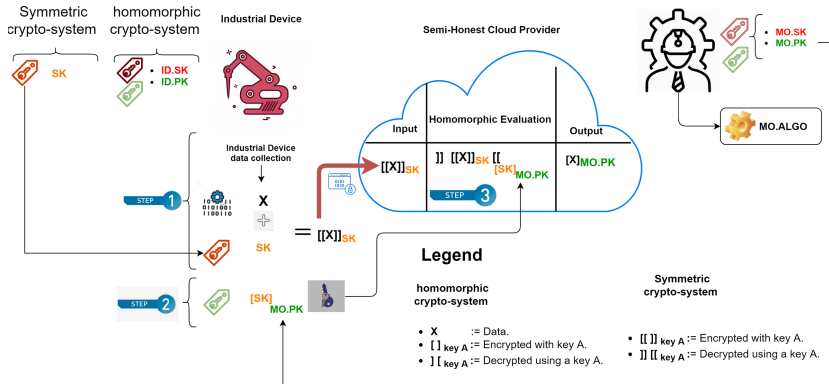 Symmetric
crypto-system
homomorphic
crypto-system
Industrial Device
Semi-Honest Cloud Provider
SK
• ID.SK
• ID.PK
• MO.SK
• MO.PK
MO.ALGO
Input
Homomorphic Evaluation
Output
[[X]]SK
]] [[X]]SK [[
[SK]MO.PK
[X]MO.PK
STEP 3
Industrial Device
data collection
STEP 1
X
SK
= [[X]]SK
STEP 2
[SK]
MO.PK
Legend
homomorphic
crypto-system
• X := Data.
• [ ] key A := Encrypted with key A.
• ] [ key A := Decrypted using a key A.
Symmetric
crypto-system
• [[ ]] key A := Encrypted with key A.
• ]] [[ key A := Decrypted using a key A.